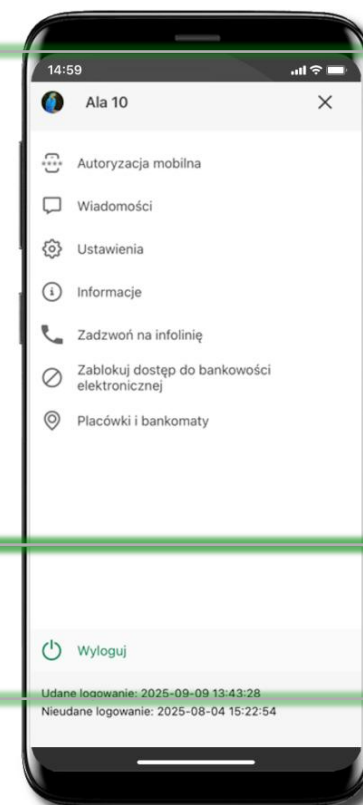 14:59
Ala 10
Autoryzacja mobilna
Wiadomości
Ustawienia
Informacje
Zadzwoń na infolinię
Zablokuj dostęp do bankowości
elektronicznej
Placówki i bankomaty
Wyloguj
Udane logowanie: 2025-09-09 13:43:28
Nieudane logowanie: 2025-08-04 15:22:54